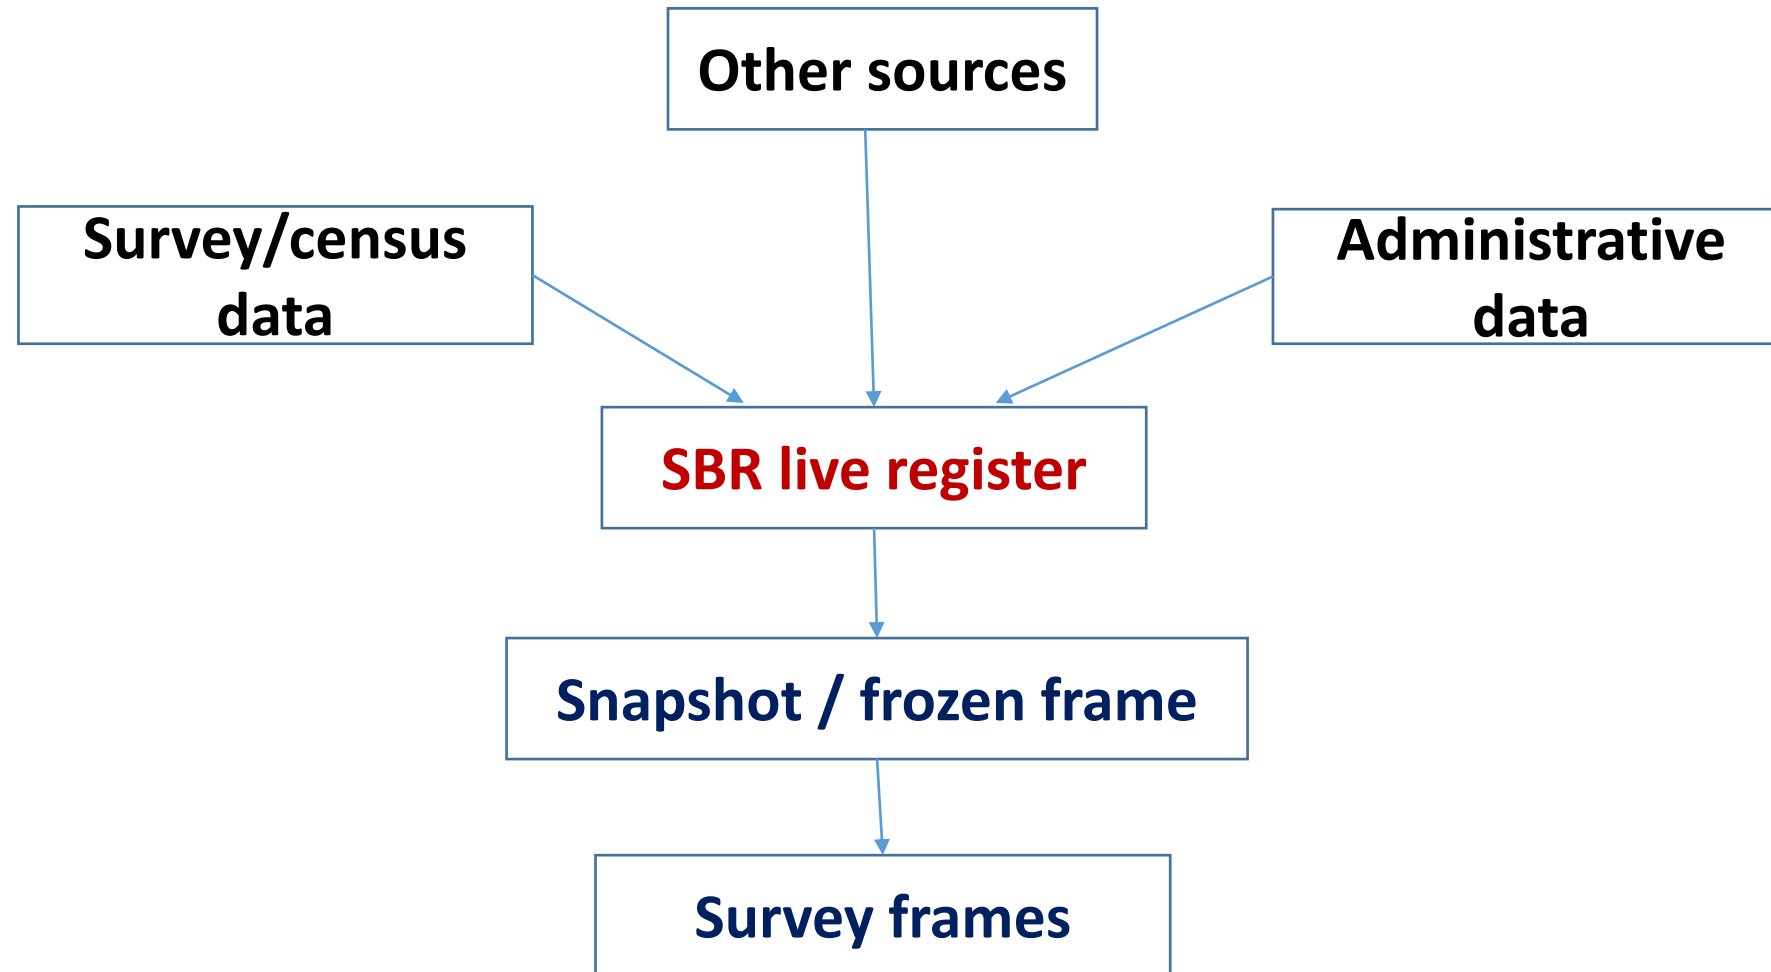 Other sources
Survey/census
data
Administrative
data
SBR live register
Snapshot / frozen frame
Survey frames